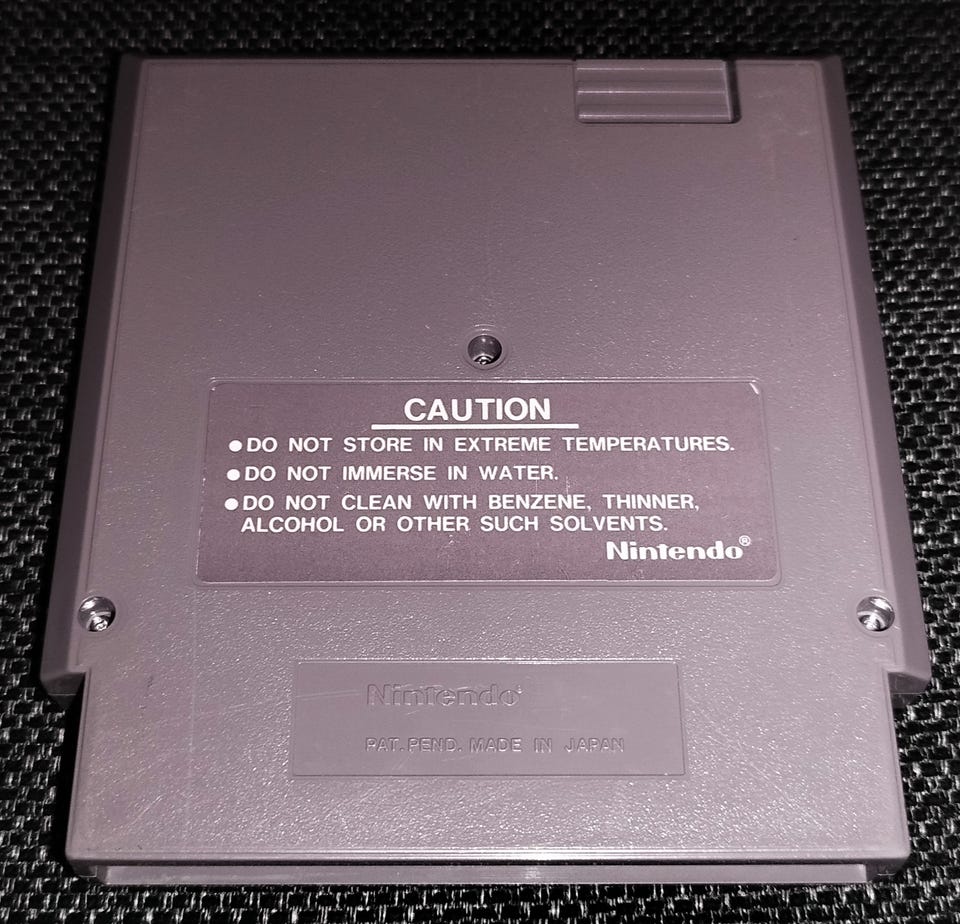 CAUTION
●DO NOT STORE IN EXTREME TEMPERATURES.
●DO NOT IMMERSE IN WATER.
●DO NOT CLEAN WITH BENZENE, THINNER,
ALCOHOL OR OTHER SUCH SOLVENTS.
Nintendo®
Nintendo®
PAT. PEND. MADE IN JAPAN